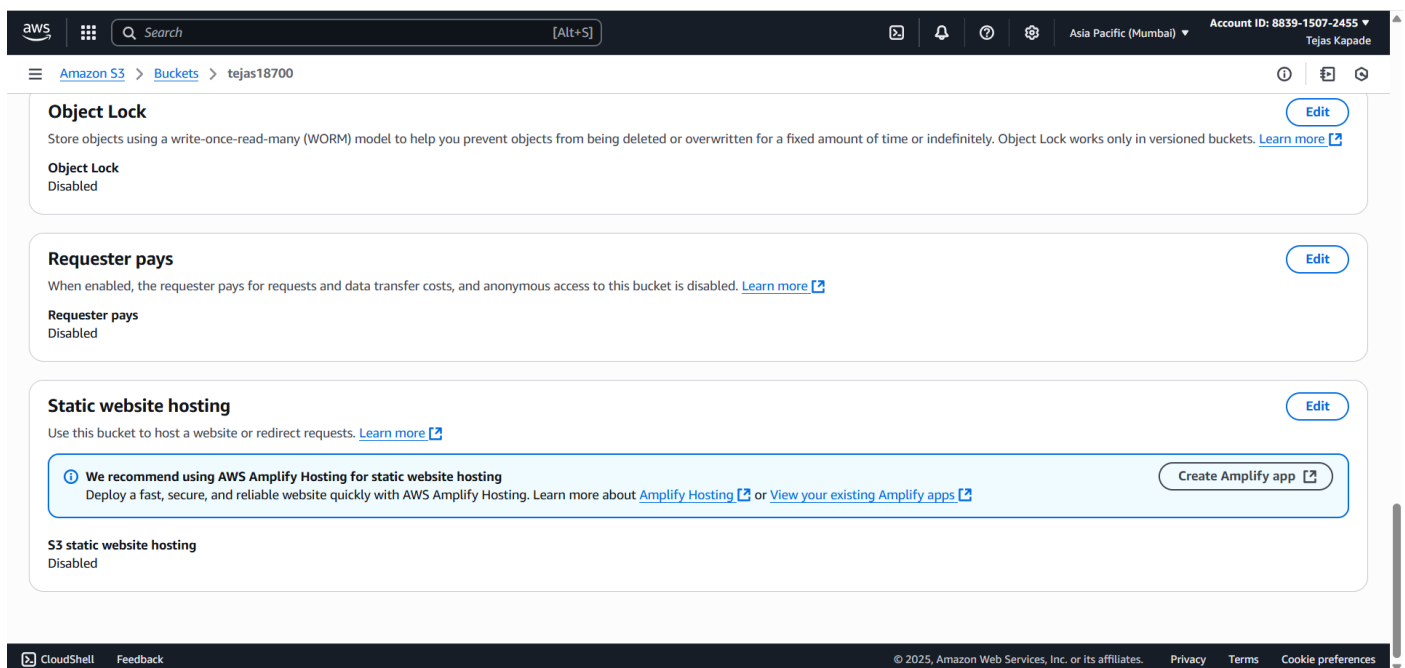 aws
Search [Alt+S]
Asia Pacific (Mumbai)
Account ID: 8839-1507-2455
Tejas Kapade
Amazon S3 > Buckets > tejas18700
Object Lock
Edit
Store objects using a write-once-read-many (WORM) model to help you prevent objects from being deleted or overwritten for a fixed amount of time or indefinitely. Object Lock works only in versioned buckets. Learn more
Object Lock
Disabled
Requester pays
Edit
When enabled, the requester pays for requests and data transfer costs, and anonymous access to this bucket is disabled. Learn more
Requester pays
Disabled
Static website hosting
Edit
Use this bucket to host a website or redirect requests. Learn more
We recommend using AWS Amplify Hosting for static website hosting
Create Amplify app
Deploy a fast, secure, and reliable website quickly with AWS Amplify Hosting. Learn more about Amplify Hosting or View your existing Amplify apps
S3 static website hosting
Disabled
CloudShell Feedback © 2025, Amazon Web Services, Inc. or its affiliates. Privacy Terms Cookie preferences